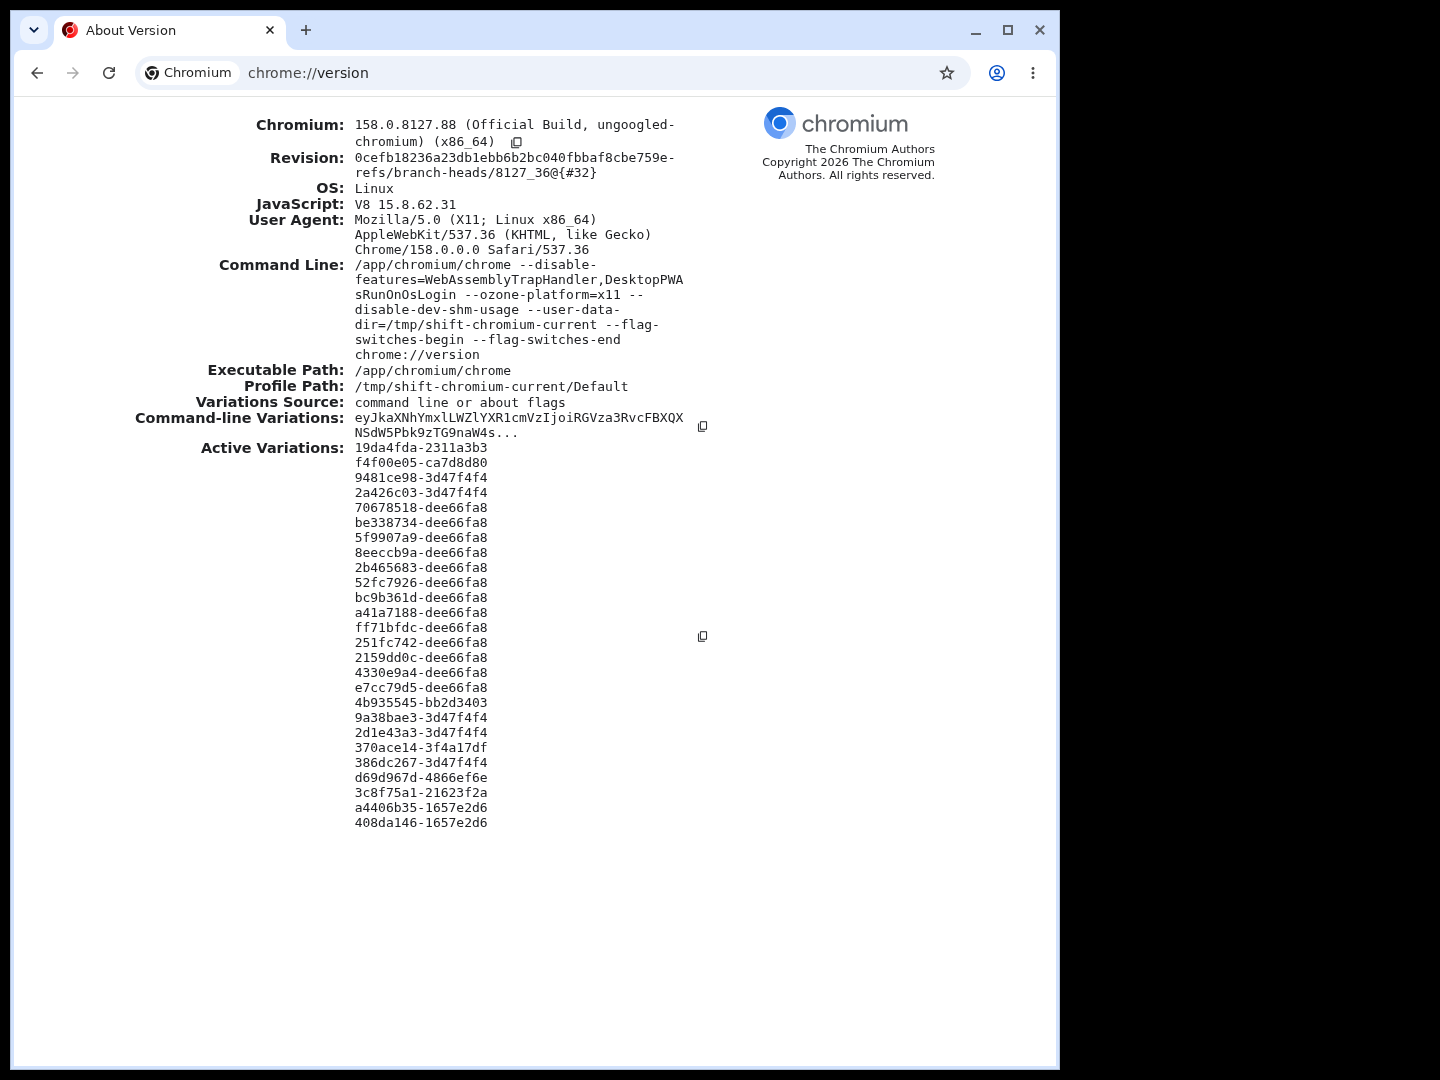 About Version
Chromium
chrome://version
chromium
The Chromium Authors
Copyright 2026 The Chromium
Authors. All rights reserved.
Chromium: 158.0.8127.88 (Official Build, ungoogled-
chromium) (x86_64)
Revision: 0cefb18236a23db1ebb6b2bc040fbbaf8cbe759e-
refs/branch-heads/8127_36@{#32}
OS: Linux
JavaScript: V8 15.8.62.31
User Agent: Mozilla/5.0 (X11; Linux x86_64)
AppleWebKit/537.36 (KHTML, like Gecko)
Chrome/158.0.0.0 Safari/537.36
Command Line: /app/chromium/chrome --disable-
features=WebAssemblyTrapHandler,DesktopPWA
sRunOnOsLogin --ozone-platform=x11 --
disable-dev-shm-usage --user-data-
dir=/tmp/shift-chromium-current --flag-
switches-begin --flag-switches-end
chrome://version
Executable Path: /app/chromium/chrome
Profile Path: /tmp/shift-chromium-current/Default
Variations Source: command line or about flags
Command-line Variations: eyJkaXNhYmxlLWZlYXR1cmVzIjoiRGVza3RvcFBXQX
NSdW5Pbk9zTG9naW4s...
Active Variations: 19da4fda-2311a3b3
f4f00e05-ca7d8d80
9481ce98-3d47f4f4
2a426c03-3d47f4f4
70678518-dee66fa8
be338734-dee66fa8
5f9907a9-dee66fa8
8eeccb9a-dee66fa8
2b465683-dee66fa8
52fc7926-dee66fa8
bc9b361d-dee66fa8
a41a7188-dee66fa8
ff71bfdc-dee66fa8
251fc742-dee66fa8
2159dd0c-dee66fa8
4330e9a4-dee66fa8
e7cc79d5-dee66fa8
4b935545-bb2d3403
9a38bae3-3d47f4f4
2d1e43a3-3d47f4f4
370ace14-3f4a17df
386dc267-3d47f4f4
d69d967d-4866ef6e
3c8f75a1-21623f2a
a4406b35-1657e2d6
408da146-1657e2d6